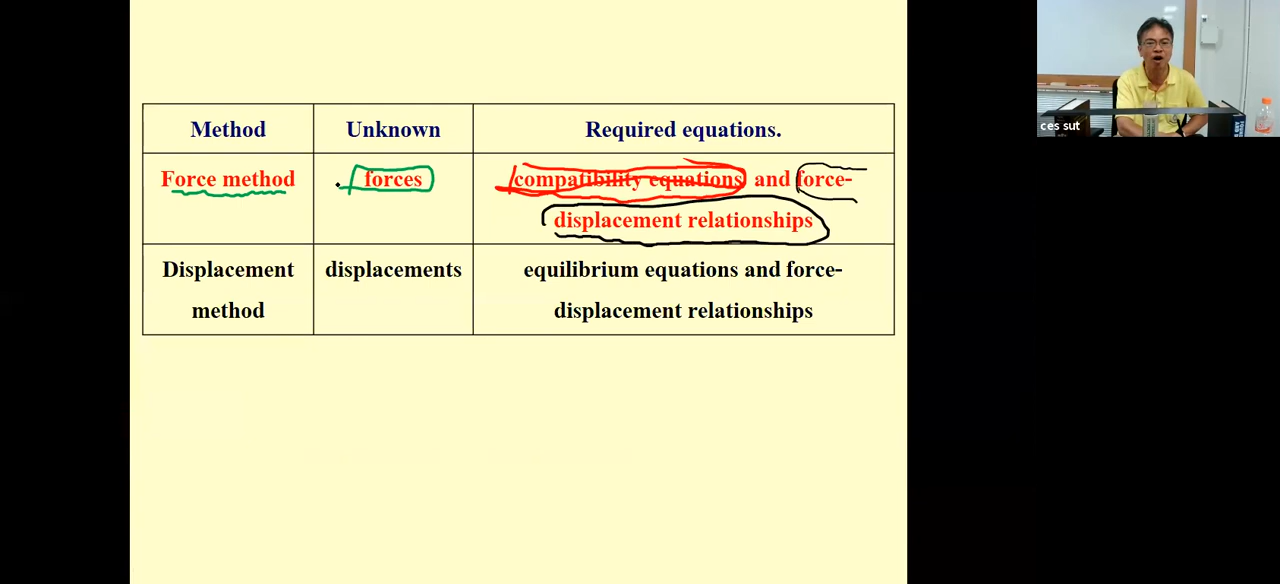 Method
Unknown
Required equations.
Force method
forces
compatibility equations and force-
displacement relationships
Displacement
method
displacements
equilibrium equations and force-
displacement relationships
ces sut